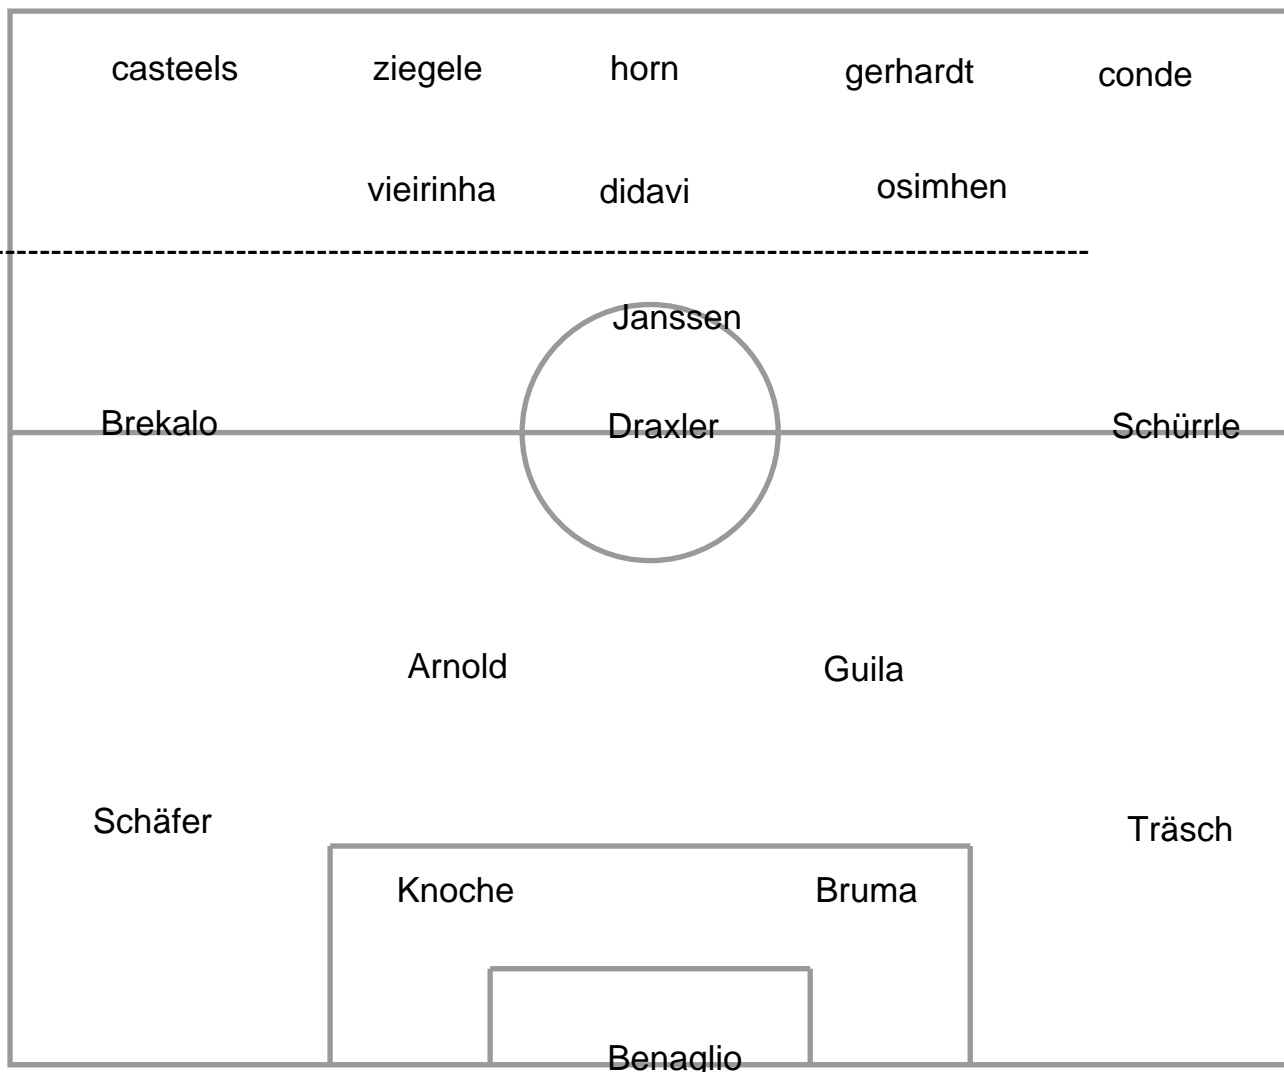 casteels ziegele horn gerhardt conde
vieirinha didavi osimhen
---------------------------------------------------------------------------------------------------
Janssen
Brekalo Draxler Schürrle
Arnold Guila
Schäfer Träsch
Knoche Bruma
Benaglio